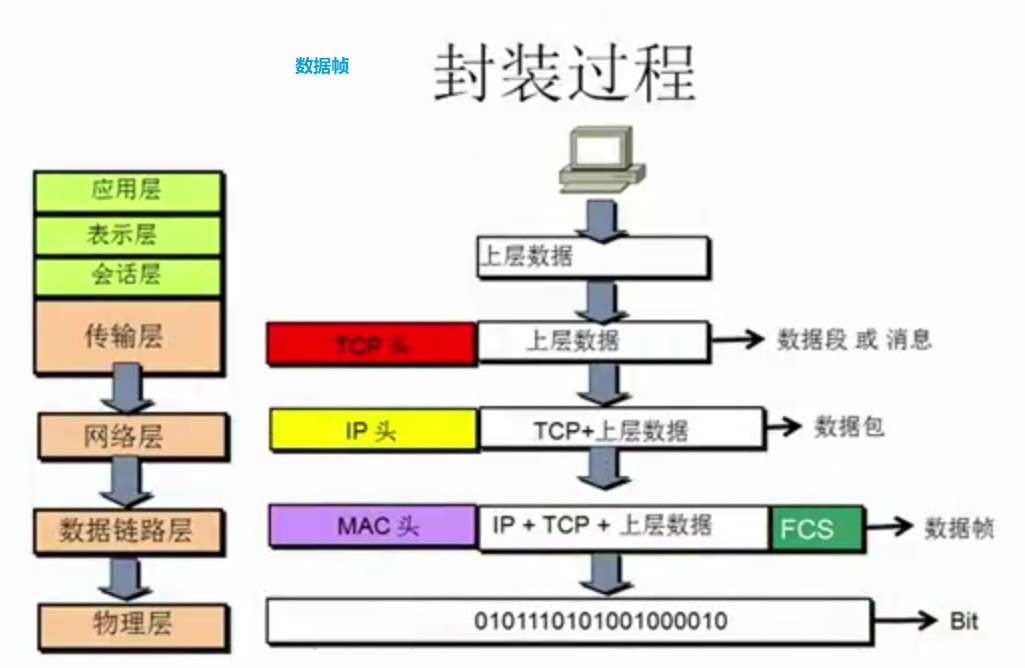 数据帧
封装过程
应用层
表示层
会话层
传输层
网络层
数据链路层
物理层
上层数据
TCP 头
上层数据
数据段 或 消息
IP 头
TCP+上层数据
数据包
MAC 头
IP + TCP + 上层数据
FCS
数据帧
0101110101001000010
Bit